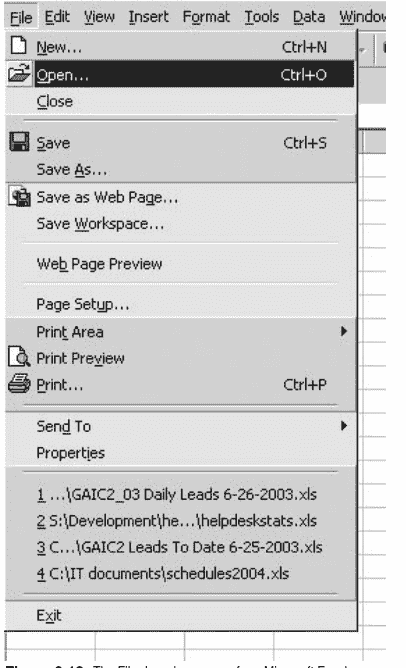 File Edit View Insert Format Tools Data Window
New... Ctrl+N
Open... Ctrl+O
Close
Save Ctrl+S
Save As...
Save as Web Page...
Save Workspace...
Web Page Preview
Page Setup...
Print Area
Print Preview
Print... Ctrl+P
Send To
Properties
1 ...\GAIC2_03 Daily Leads 6-26-2003.xls
2 S:\Development\he...\helpdeskstats.xls
3 C...\GAIC2 Leads To Date 6-25-2003.xls
4 C:\IT documents\schedules2004.xls
Exit